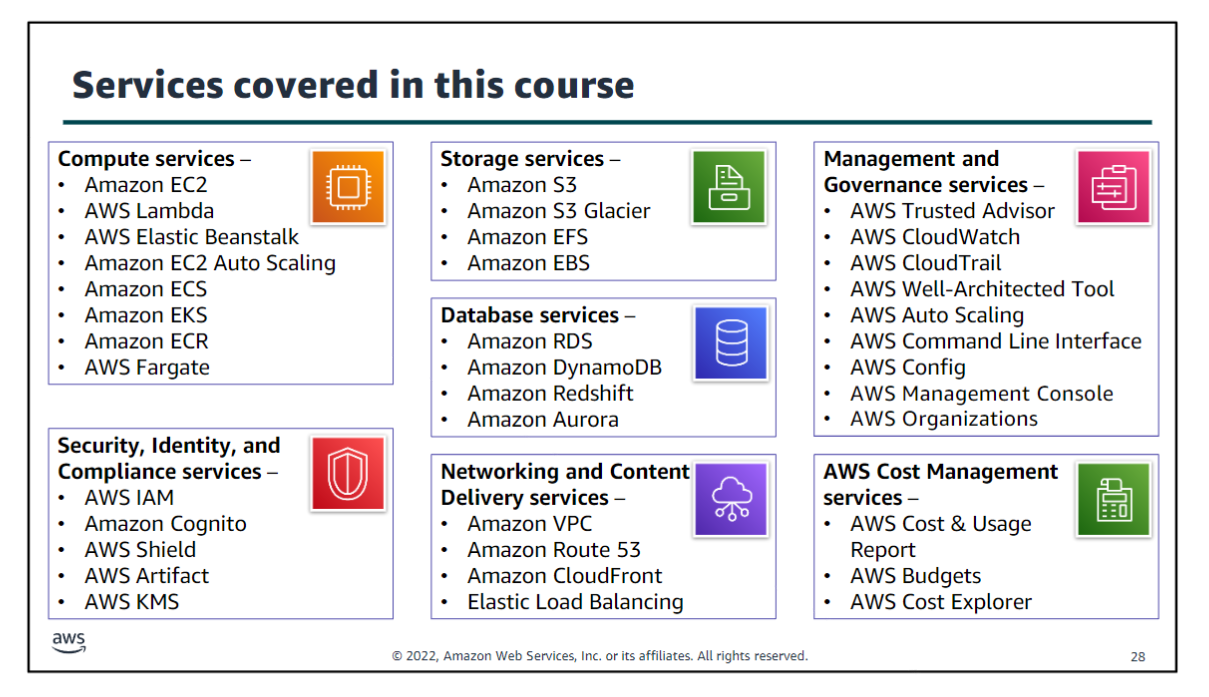 Services covered in this course
Compute services –
• Amazon EC2
• AWS Lambda
• AWS Elastic Beanstalk
• Amazon EC2 Auto Scaling
• Amazon ECS
• Amazon EKS
• Amazon ECR
• AWS Fargate
Security, Identity, and
Compliance services –
• AWS IAM
• Amazon Cognito
• AWS Shield
• AWS Artifact
• AWS KMS
Storage services –
• Amazon S3
• Amazon S3 Glacier
• Amazon EFS
• Amazon EBS
Database services –
• Amazon RDS
• Amazon DynamoDB
• Amazon Redshift
• Amazon Aurora
Networking and Content
Delivery services –
• Amazon VPC
• Amazon Route 53
• Amazon CloudFront
• Elastic Load Balancing
Management and
Governance services –
• AWS Trusted Advisor
• AWS CloudWatch
• AWS CloudTrail
• AWS Well-Architected Tool
• AWS Auto Scaling
• AWS Command Line Interface
• AWS Config
• AWS Management Console
• AWS Organizations
AWS Cost Management
services –
• AWS Cost & Usage
Report
• AWS Budgets
• AWS Cost Explorer
aws
© 2022, Amazon Web Services, Inc. or its affiliates. All rights reserved.
28